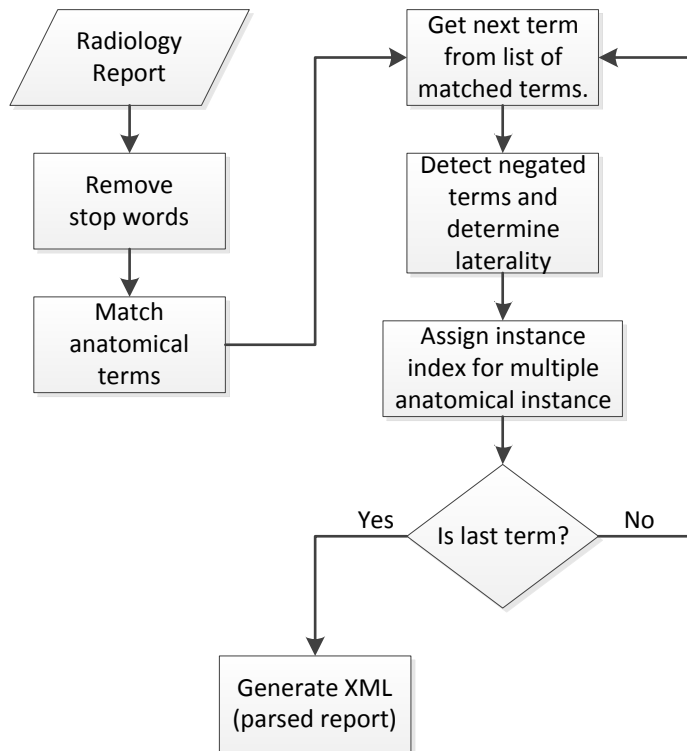 Radiology
Report
Remove
stop words
Match
anatomical
terms
Get next term
from list of
matched terms.
Detect negated
terms and
determine
laterality
Assign instance
index for multiple
anatomical instance
Is last term?
Yes
No
Generate XML
(parsed report)